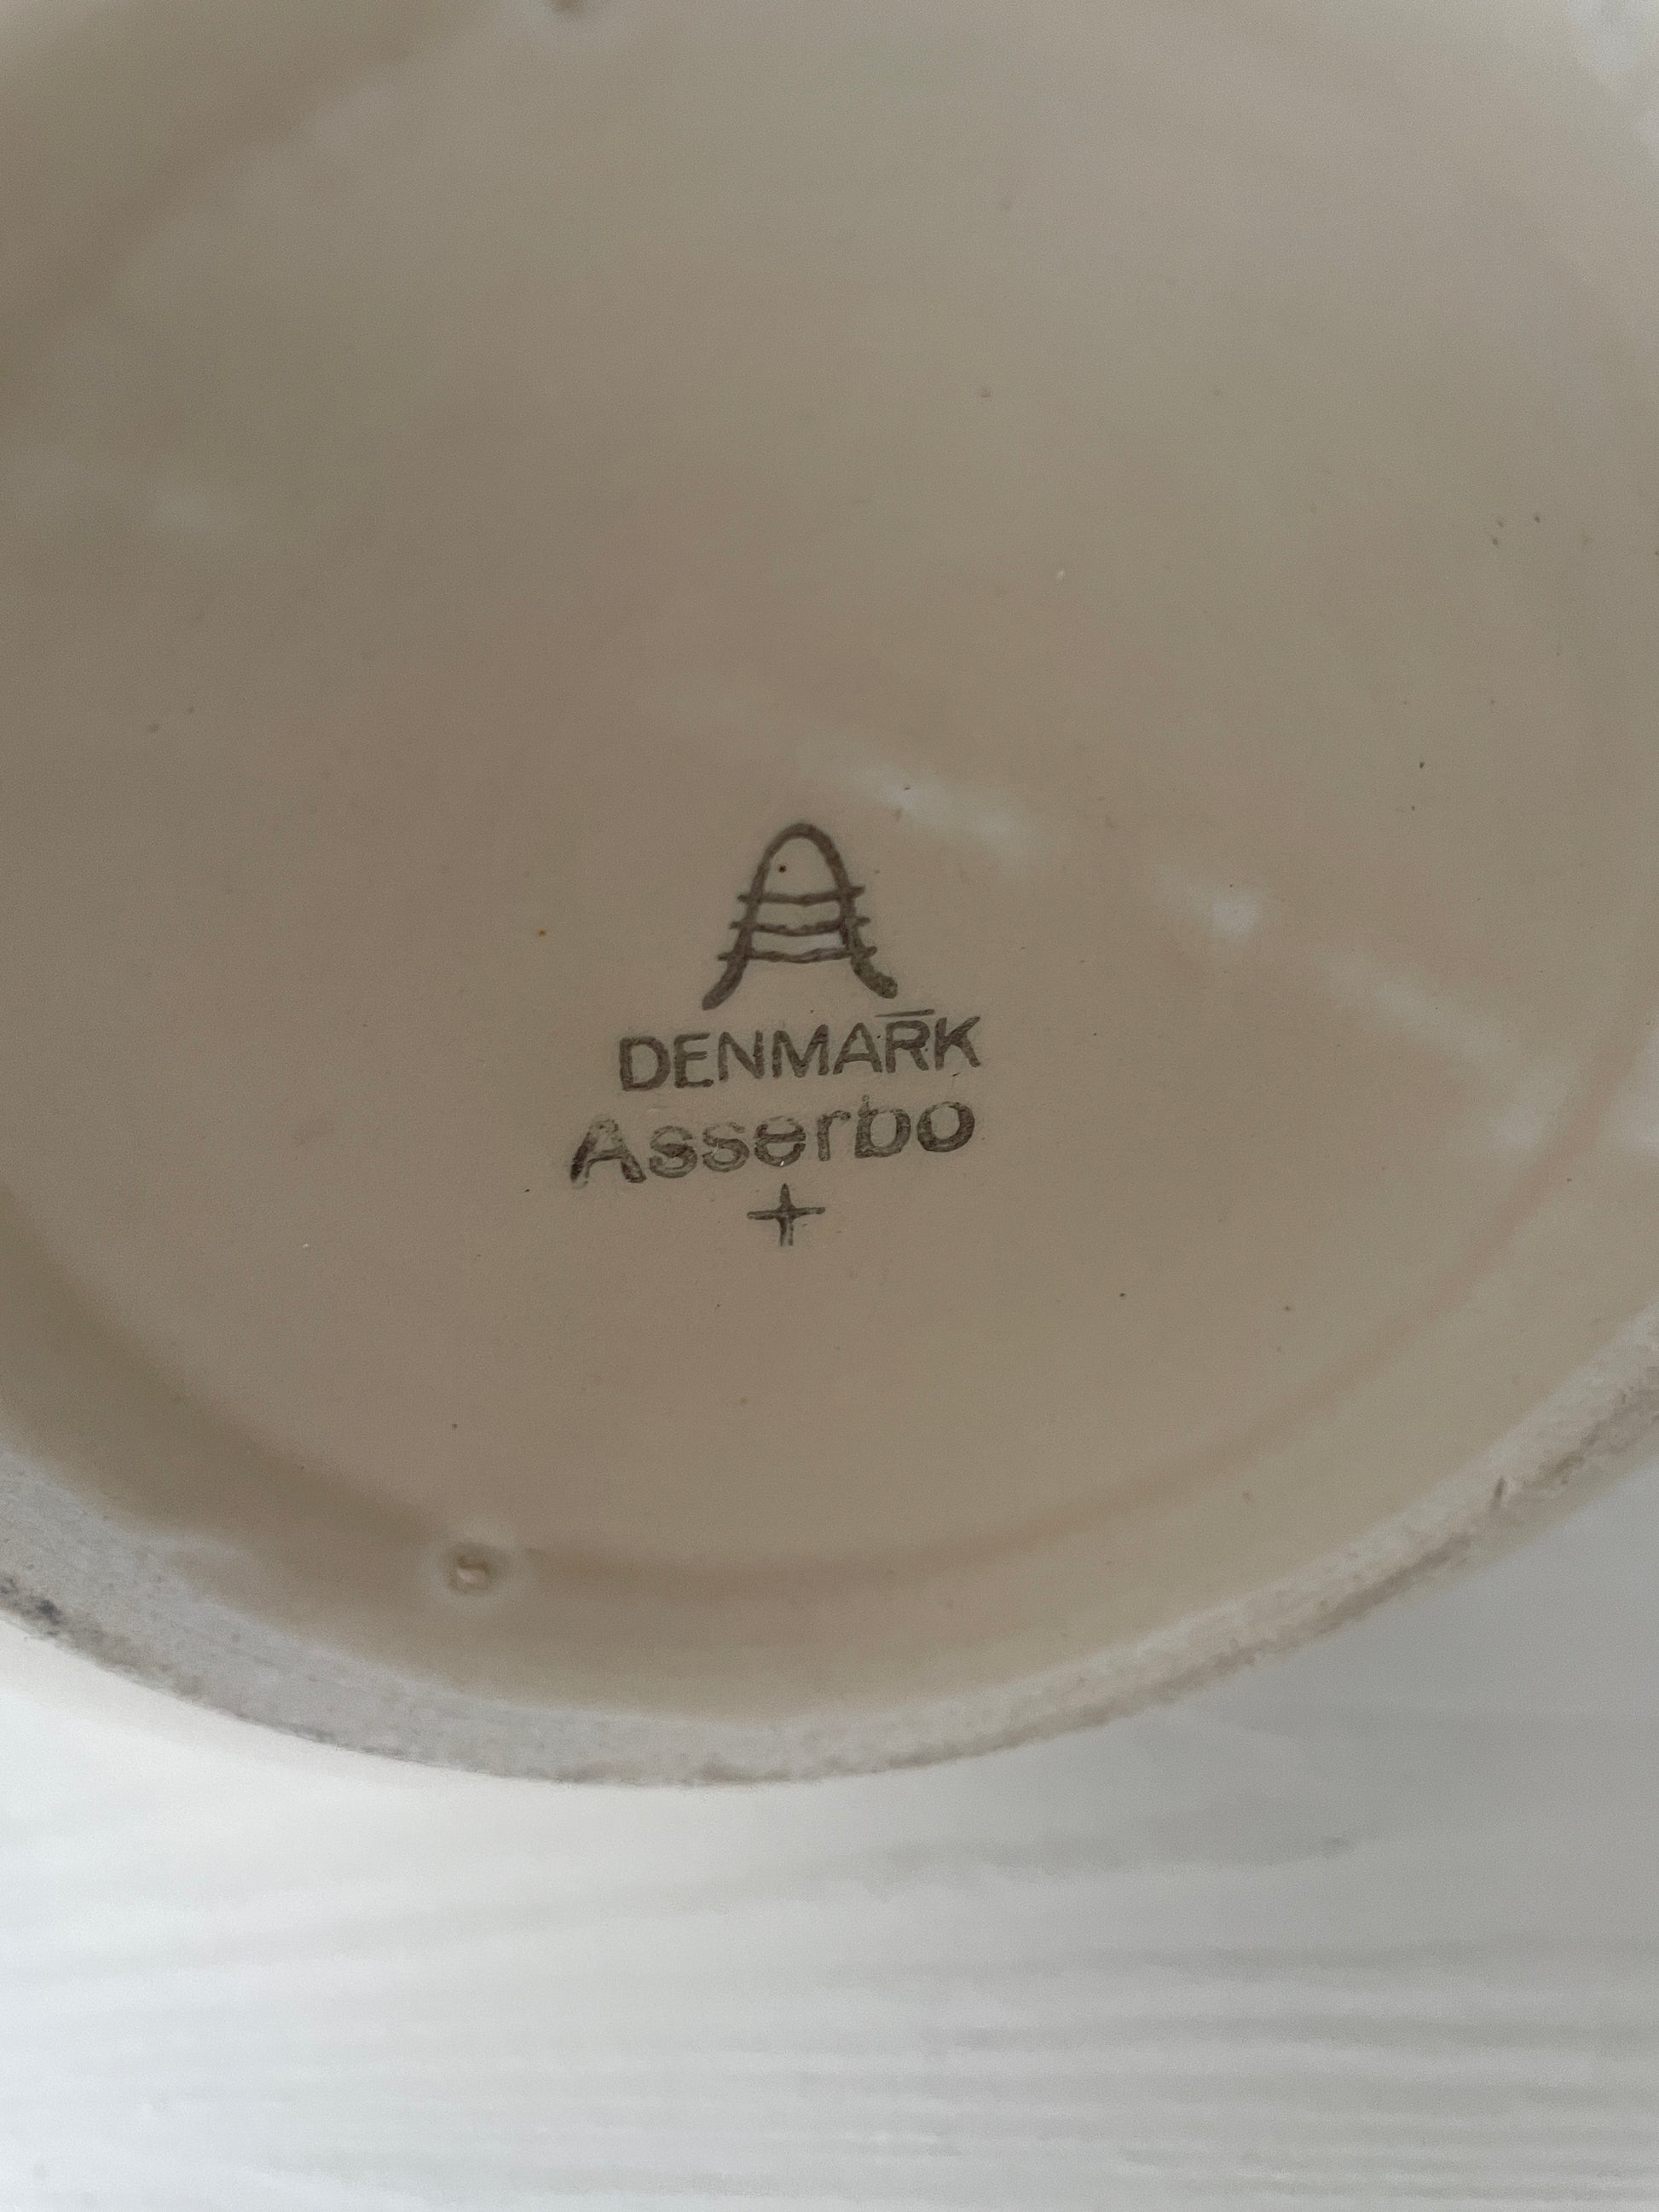 DENMARK
Asserbo
+